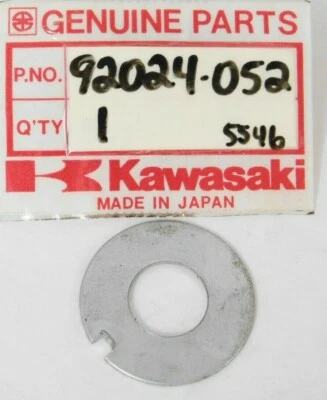 GENUINE PARTS
P.NO. 92024-052
Q'TY 1 5546
Kawasaki
MADE IN JAPAN